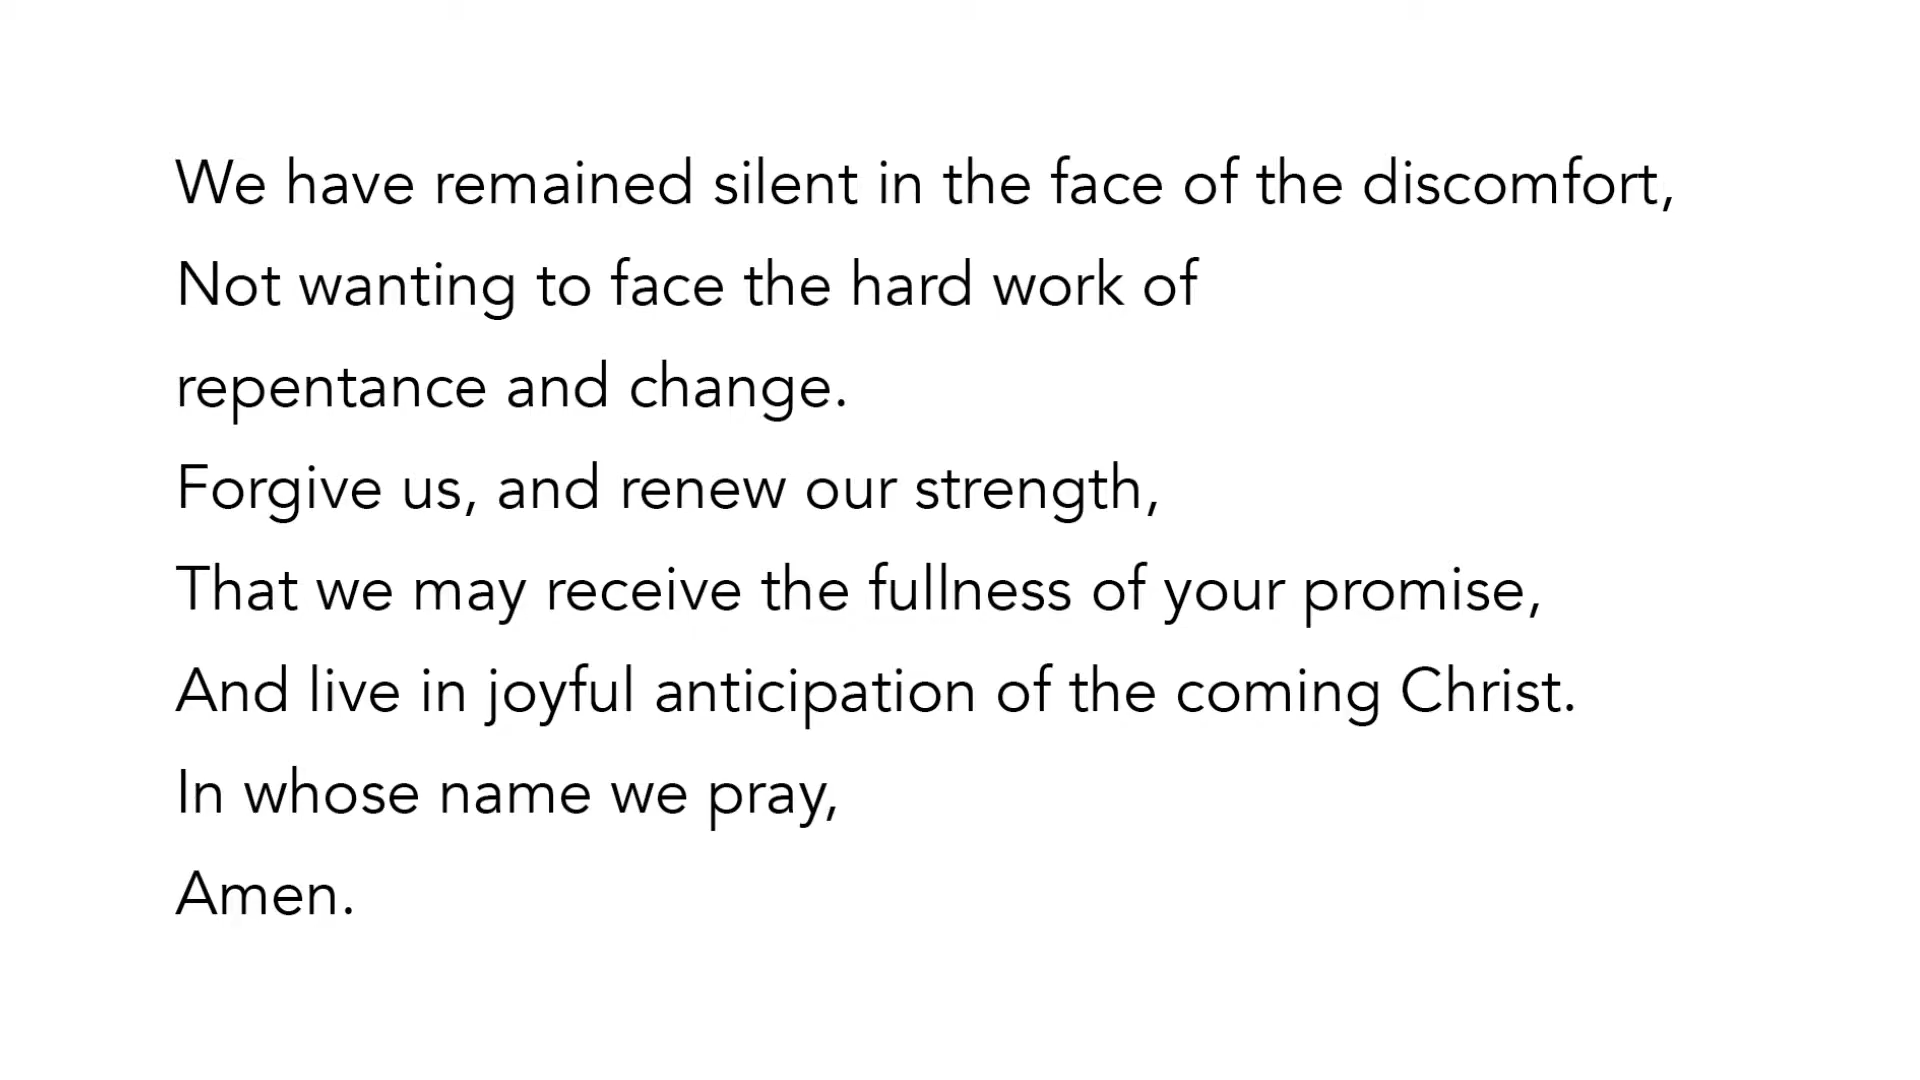 We have remained silent in the face of the discomfort,
Not wanting to face the hard work of
repentance and change.
Forgive us, and renew our strength,
That we may receive the fullness of your promise,
And live in joyful anticipation of the coming Christ.
In whose name we pray,
Amen.